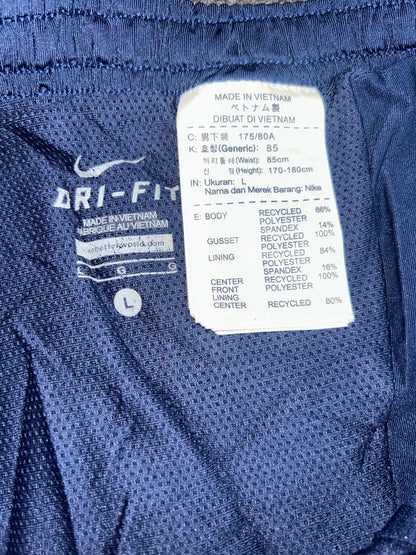 MADE IN VIETNAM
ベトナム製
DIBUAT DI VIETNAM
C: 男下装 175/80A
K: 호칭(Generic): 85
허리둘레(Waist): 85cm
신 장(Height): 170-180cm
IN: Ukuran: L
Nama dan Merek Barang: Nike
E: BODY RECYCLED 86%
POLYESTER
SPANDEX 14%
GUSSET RECYCLED 100%
POLYESTER
LINING RECYCLED 84%
POLYESTER
SPANDEX 16%
CENTER RECYCLED 100%
FRONT POLYESTER
LINING
CENTER RECYCLED 80%
DRI-FIT
MADE IN VIETNAM
FABRIQUE AU VIETNAM
L G G
L